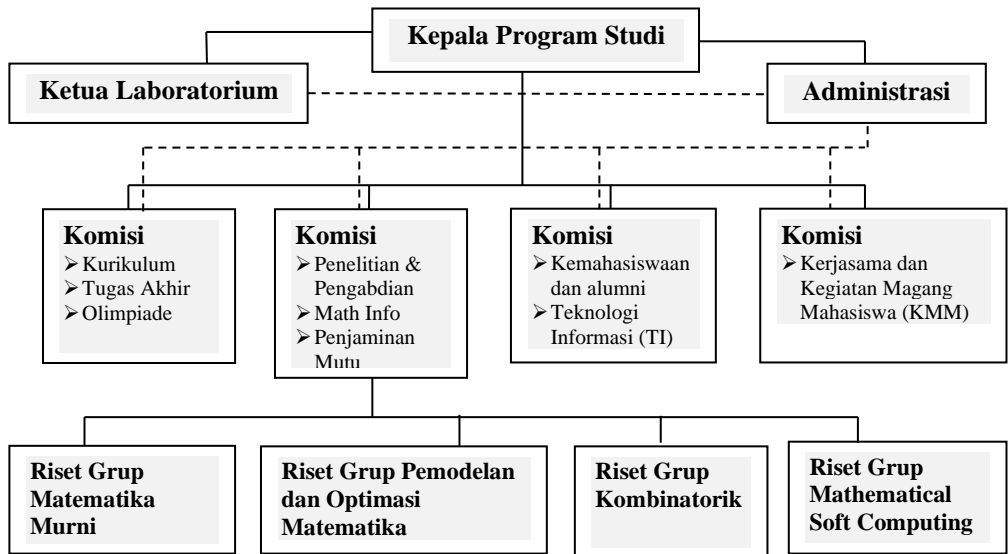 Kepala Program Studi
Ketua Laboratorium
Administrasi
Komisi
➢ Kurikulum
➢ Tugas Akhir
➢ Olimpiade
Komisi
➢ Penelitian &
Pengabdian
➢ Math Info
➢ Penjaminan
Mutu
Komisi
➢ Kemahasiswaan
dan alumni
➢ Teknologi
Informasi (TI)
Komisi
➢ Kerjasama dan
Kegiatan Magang
Mahasiswa (KMM)
Riset Grup
Matematika
Murni
Riset Grup Pemodelan
dan Optimasi
Matematika
Riset Grup
Kombinatorik
Riset Grup
Mathematical
Soft Computing